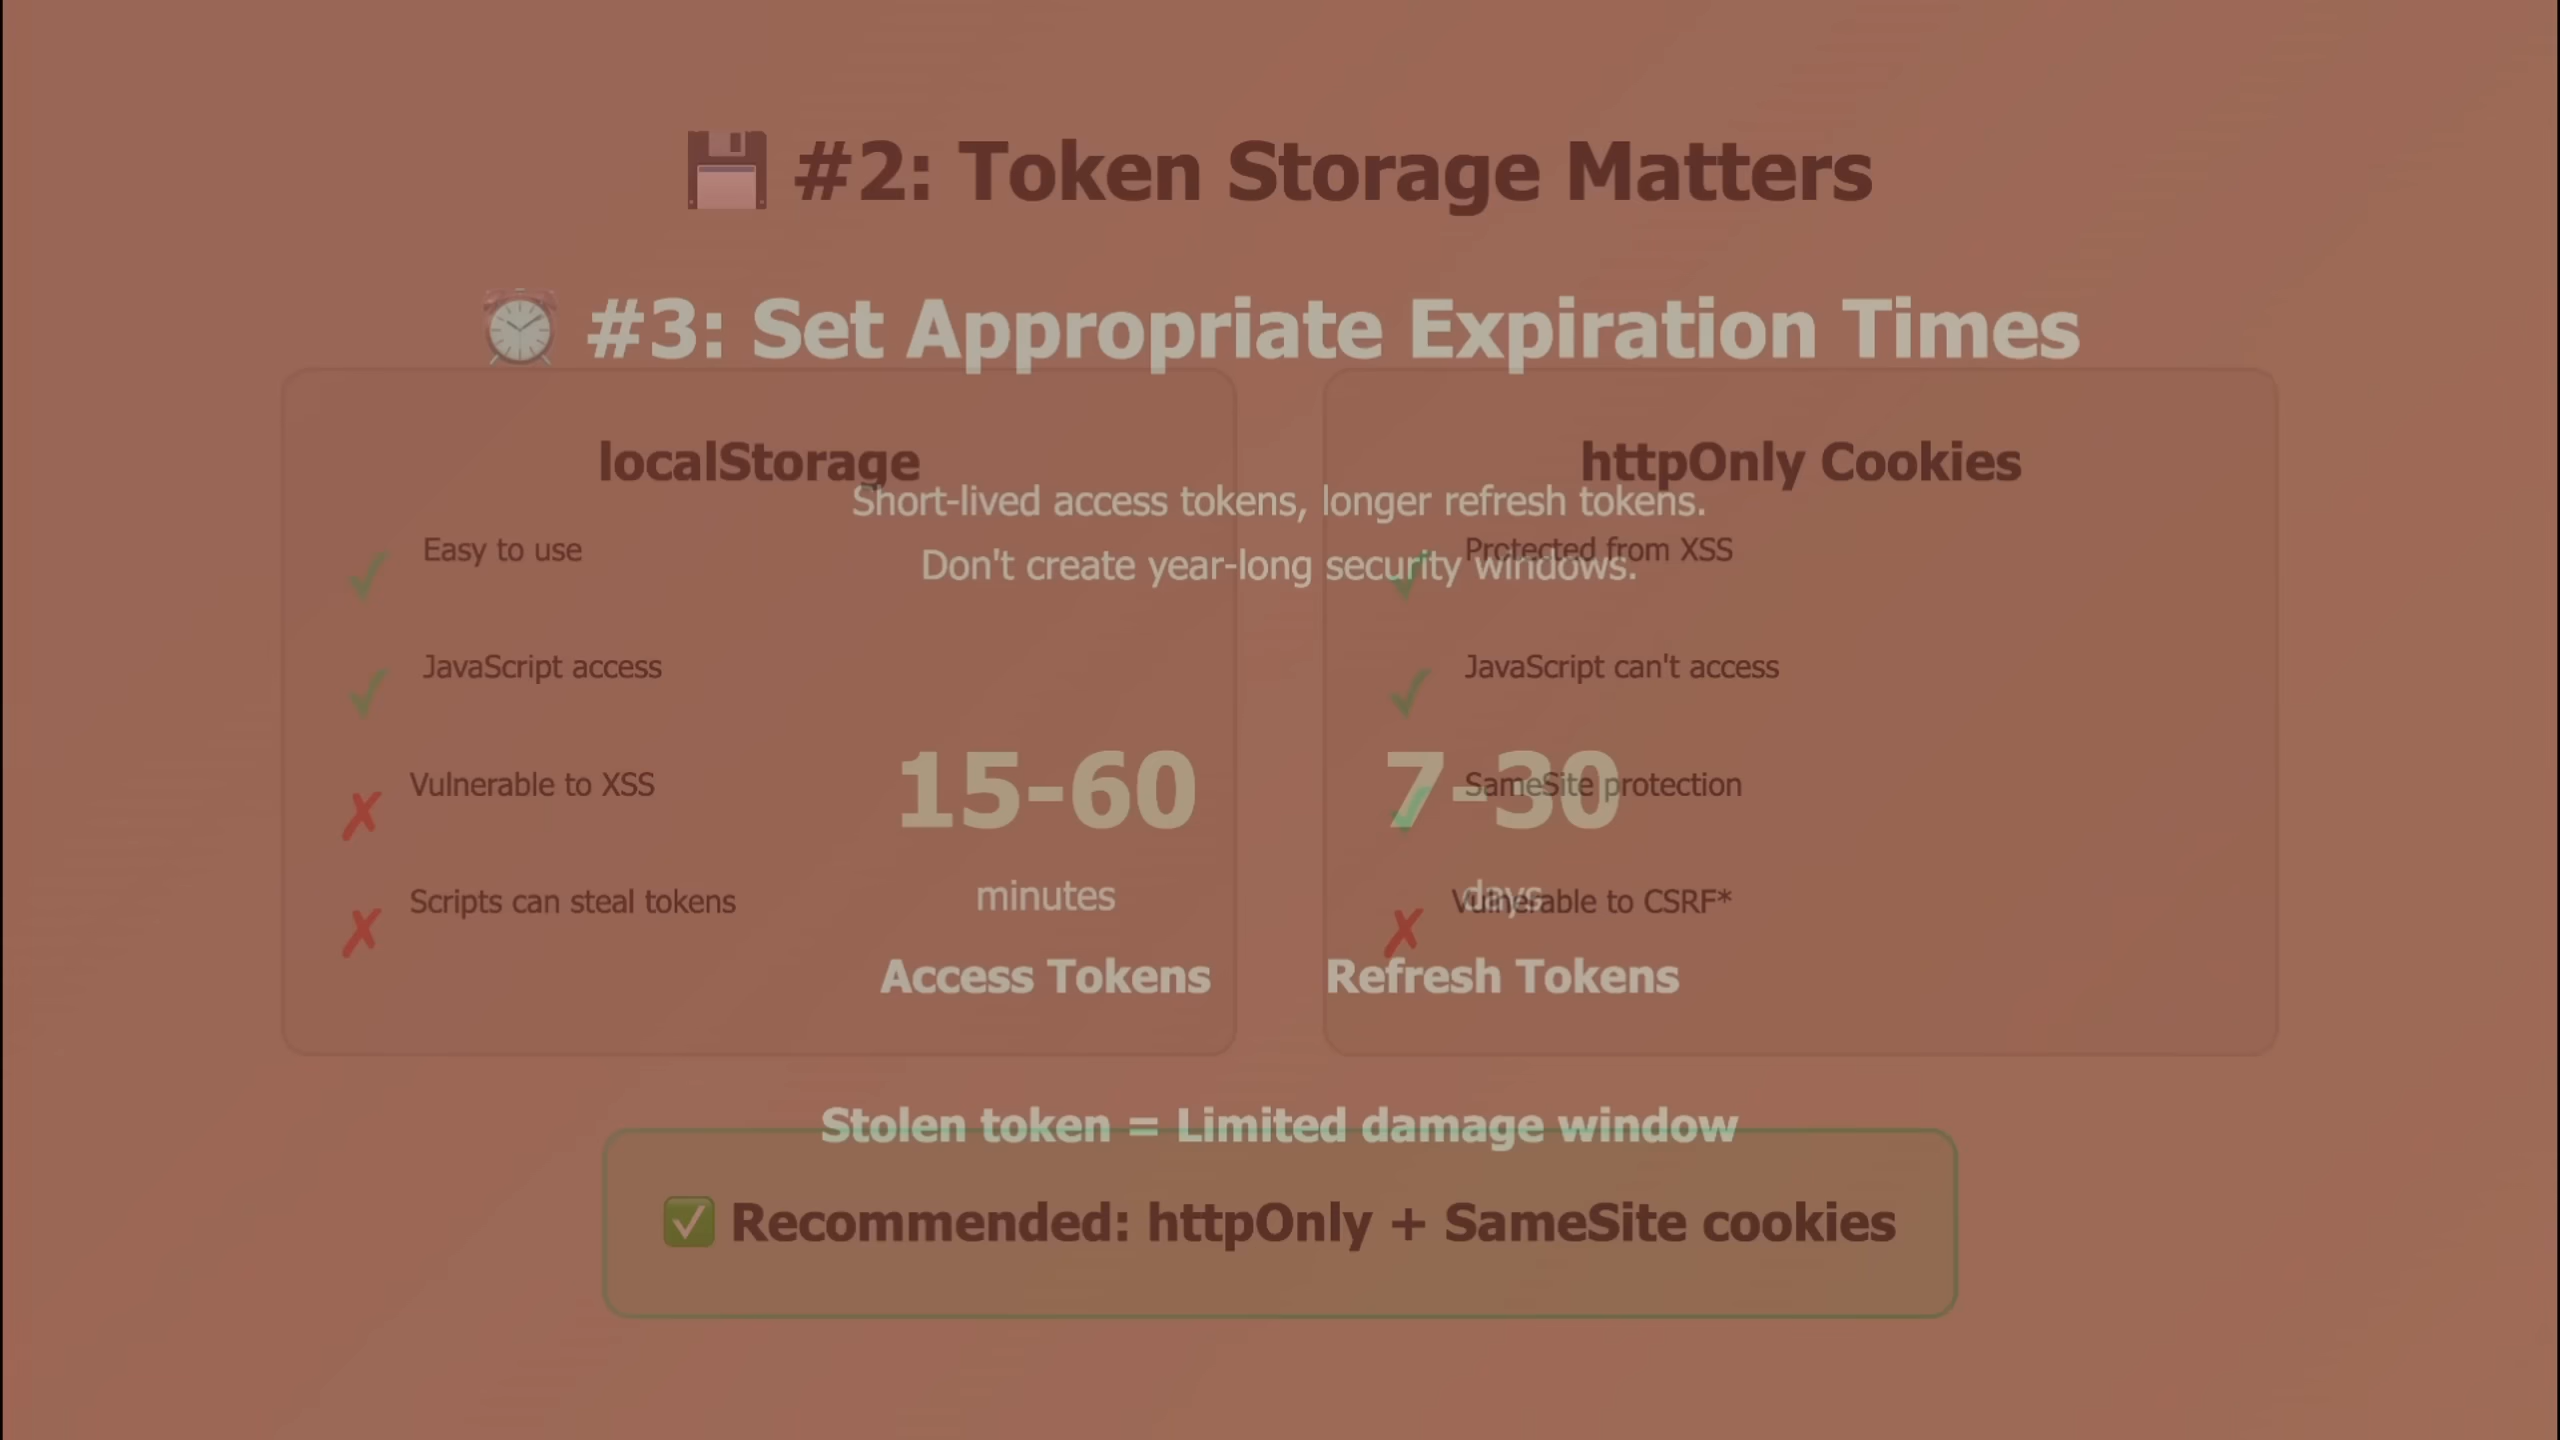 💾 #2: Token Storage Matters
localStorage
✓ Easy to use
✓ JavaScript access
✗ Vulnerable to XSS
✗ Scripts can steal tokens
httpOnly Cookies
✓ Protected from XSS
✓ JavaScript can't access
✓ SameSite protection
✗ Vulnerable to CSRF*
✅ Recommended: httpOnly + SameSite cookies
⏰ #3: Set Appropriate Expiration Times
Short-lived access tokens, longer refresh tokens.
Don't create year-long security windows.
15-60
minutes
Access Tokens
7-30
days
Refresh Tokens
Stolen token = Limited damage window